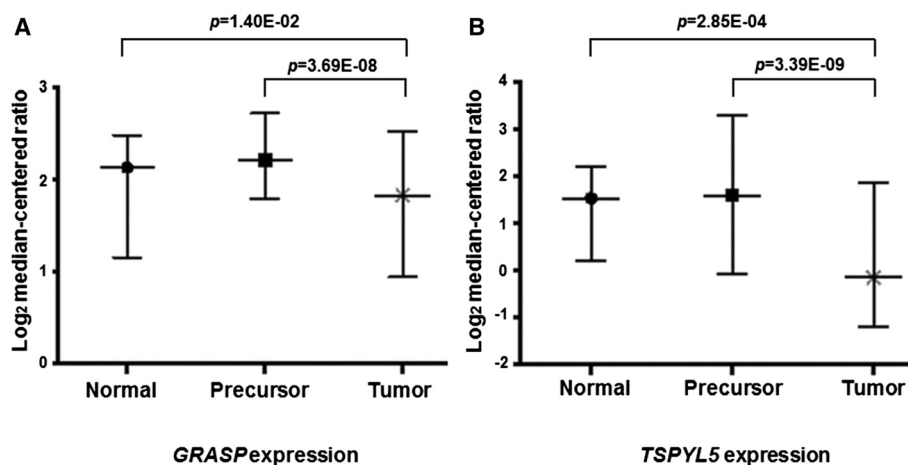 A
p=1.40E-02
p=3.69E-08
Log2 median-centered ratio
3
2
1
0
Normal Precursor Tumor
GRASP expression
B
p=2.85E-04
p=3.39E-09
Log2 median-centered ratio
4
3
2
1
0
-1
-2
Normal Precursor Tumor
TSPYL5 expression